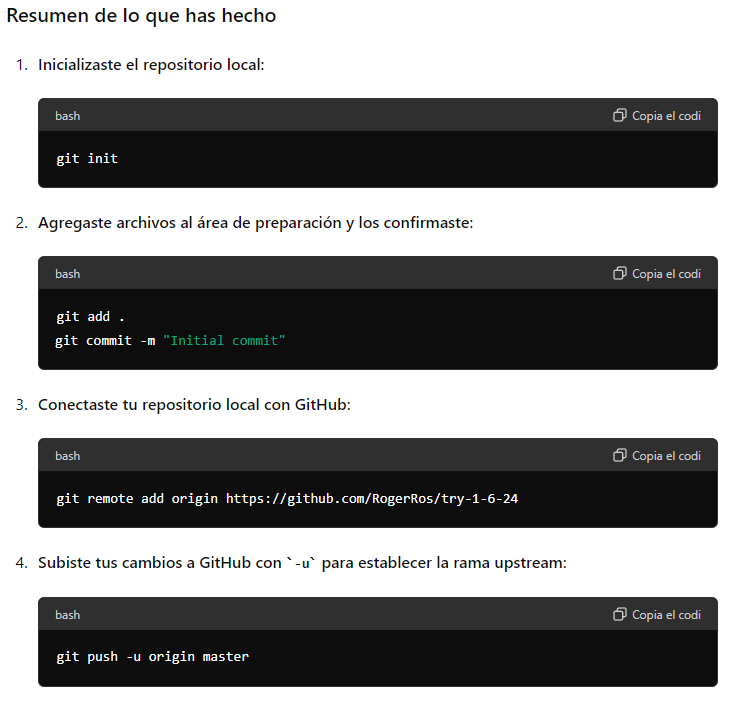 Resumen de lo que has hecho
1. Inicializaste el repositorio local:
bash Copia el codi
git init
2. Agregaste archivos al área de preparación y los confirmaste:
bash Copia el codi
git add .
git commit -m "Initial commit"
3. Conectaste tu repositorio local con GitHub:
bash Copia el codi
git remote add origin https://github.com/RogerRos/try-1-6-24
4. Subiste tus cambios a GitHub con `-u` para establecer la rama upstream:
bash Copia el codi
git push -u origin master